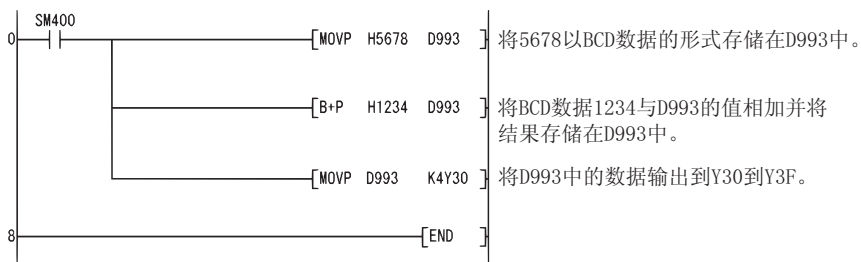 SM400
0 MOVP H5678 D993 将5678以BCD数据的形式存储在D993中。
B+P H1234 D993 将BCD数据1234与D993的值相加并将
结果存储在D993中。
MOVP D993 K4Y30 将D993中的数据输出到Y30到Y3F。
8 END